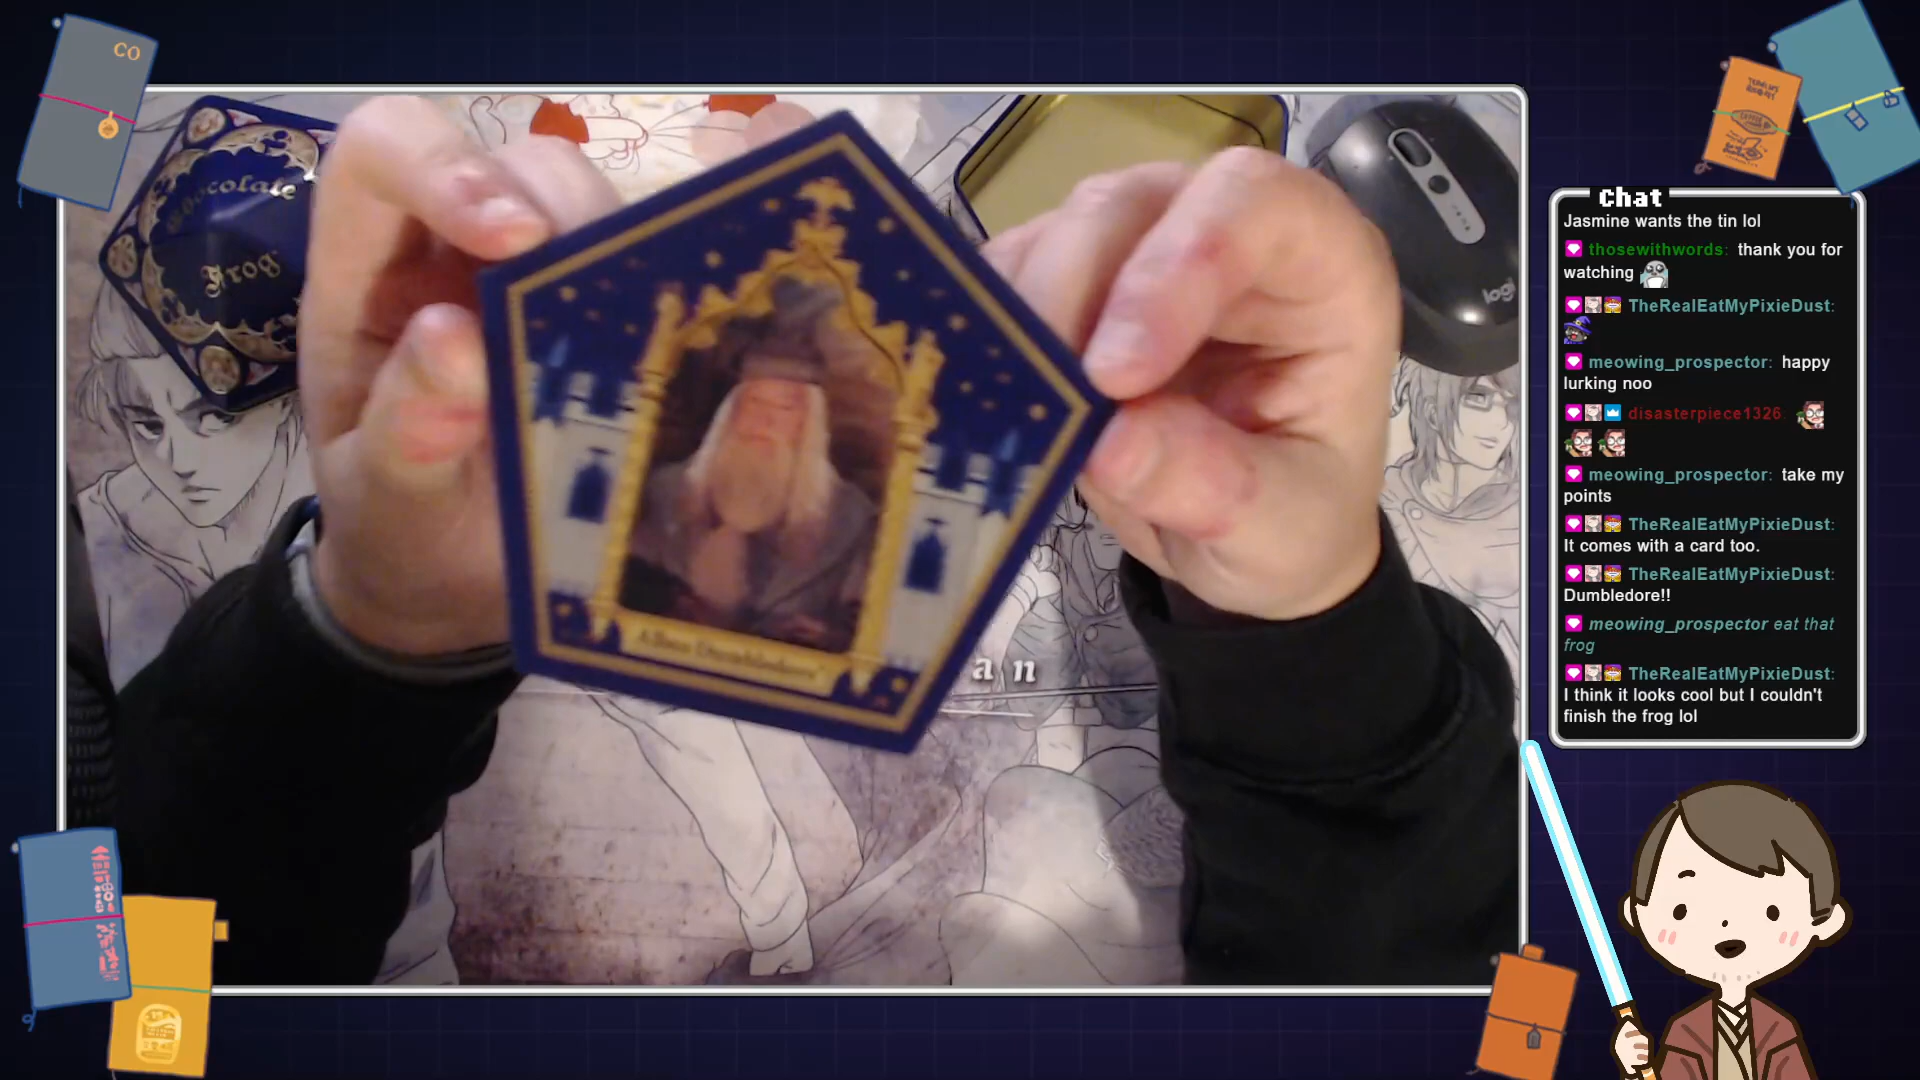 CO
Chocolate
Frog
logi
Albus Dumbledore
an
chat
Jasmine wants the tin lol
thosewithwords: thank you for
watching
TheRealEatMyPixieDust:
meowing_prospector: happy
lurking noo
disasterpiece1326:
meowing_prospector: take my
points
TheRealEatMyPixieDust:
It comes with a card too.
TheRealEatMyPixieDust:
Dumbledore!!
meowing_prospector eat that
frog
TheRealEatMyPixieDust:
I think it looks cool but I couldn't
finish the frog lol